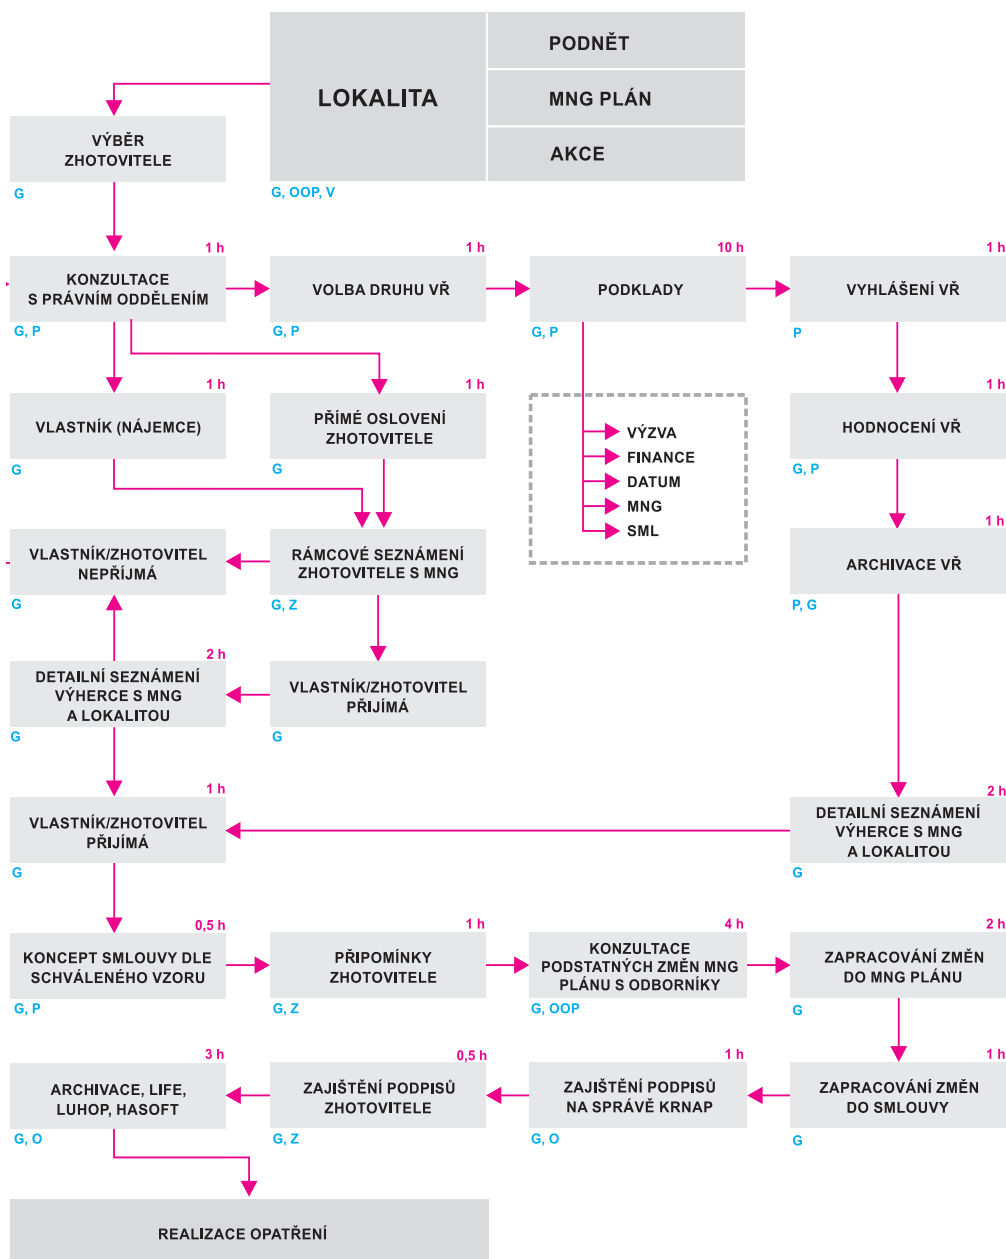 LOKALITA
PODNĚT
MNG PLÁN
AKCE
G, OOP, V
VÝBĚR
ZHOTOVITELE
G
1 h
KONZULTACE
S PRÁVNÍM ODDĚLENÍM
G, P
1 h
VOLBA DRUHU VŘ
G, P
10 h
PODKLADY
G, P
1 h
VYHLÁŠENÍ VŘ
P
1 h
VLASTNÍK (NÁJEMCE)
G
1 h
PŘÍMÉ OSLOVENÍ
ZHOTOVITELE
G
VÝZVA
FINANCE
DATUM
MNG
SML
1 h
HODNOCENÍ VŘ
G, P
VLASTNÍK/ZHOTOVITEL
NEPŘÍJMÁ
G
RÁMCOVÉ SEZNÁMENÍ
ZHOTOVITELE S MNG
G, Z
1 h
ARCHIVACE VŘ
P, G
2 h
DETAILNÍ SEZNÁMENÍ
VÝHERCE S MNG
A LOKALITOU
G
VLASTNÍK/ZHOTOVITEL
PŘIJÍMÁ
G
1 h
VLASTNÍK/ZHOTOVITEL
PŘIJÍMÁ
G
2 h
DETAILNÍ SEZNÁMENÍ
VÝHERCE S MNG
A LOKALITOU
G
0,5 h
KONCEPT SMLOUVY DLE
SCHVÁLENÉHO VZORU
G, P
1 h
PŘIPOMÍNKY
ZHOTOVITELE
G, Z
4 h
KONZULTACE
PODSTATNÝCH ZMĚN MNG
PLÁNU S ODBORNÍKY
G, OOP
2 h
ZAPRACOVÁNÍ ZMĚN
DO MNG PLÁNU
G
3 h
ARCHIVACE, LIFE,
LUHOP, HASOFT
G, O
0,5 h
ZAJIŠTĚNÍ PODPISŮ
ZHOTOVITELE
G, Z
1 h
ZAJIŠTĚNÍ PODPISŮ
NA SPRÁVĚ KRNAP
G, O
1 h
ZAPRACOVÁNÍ ZMĚN
DO SMLOUVY
G
REALIZACE OPATŘENÍ